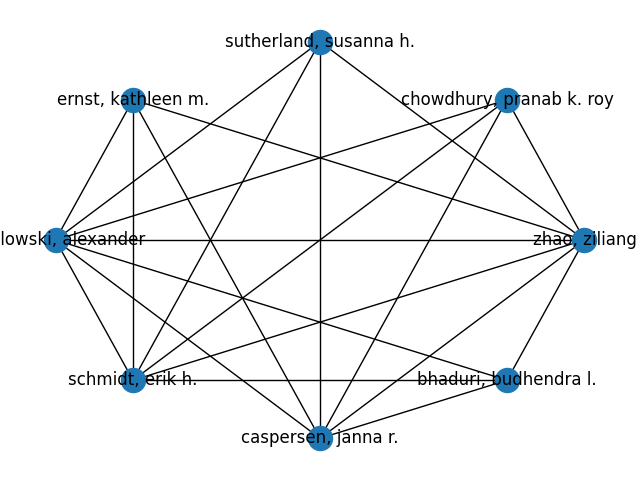 sutherland, susanna h.
ernst, kathleen m.
chowdhury, pranab k. roy
lowski, alexander
zhao, ziliang
schmidt, erik h.
bhaduri, budhendra l.
caspersen, janna r.